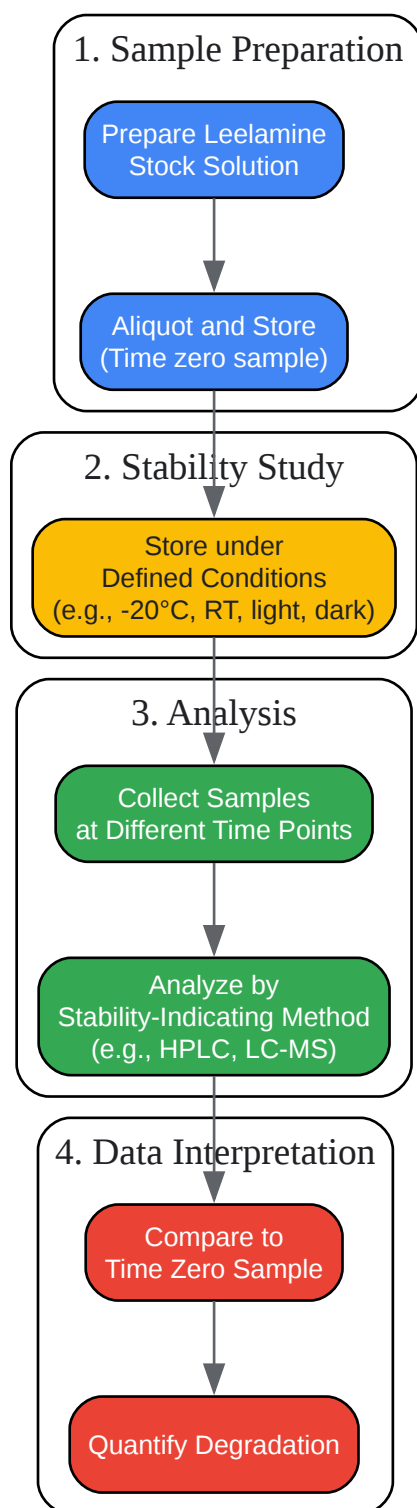 1. Sample Preparation
Prepare Leelamine
Stock Solution
Aliquot and Store
(Time zero sample)
2. Stability Study
Store under
Defined Conditions
(e.g., -20°C, RT, light, dark)
3. Analysis
Collect Samples
at Different Time Points
Analyze by
Stability-Indicating Method
(e.g., HPLC, LC-MS)
4. Data Interpretation
Compare to
Time Zero Sample
Quantify Degradation